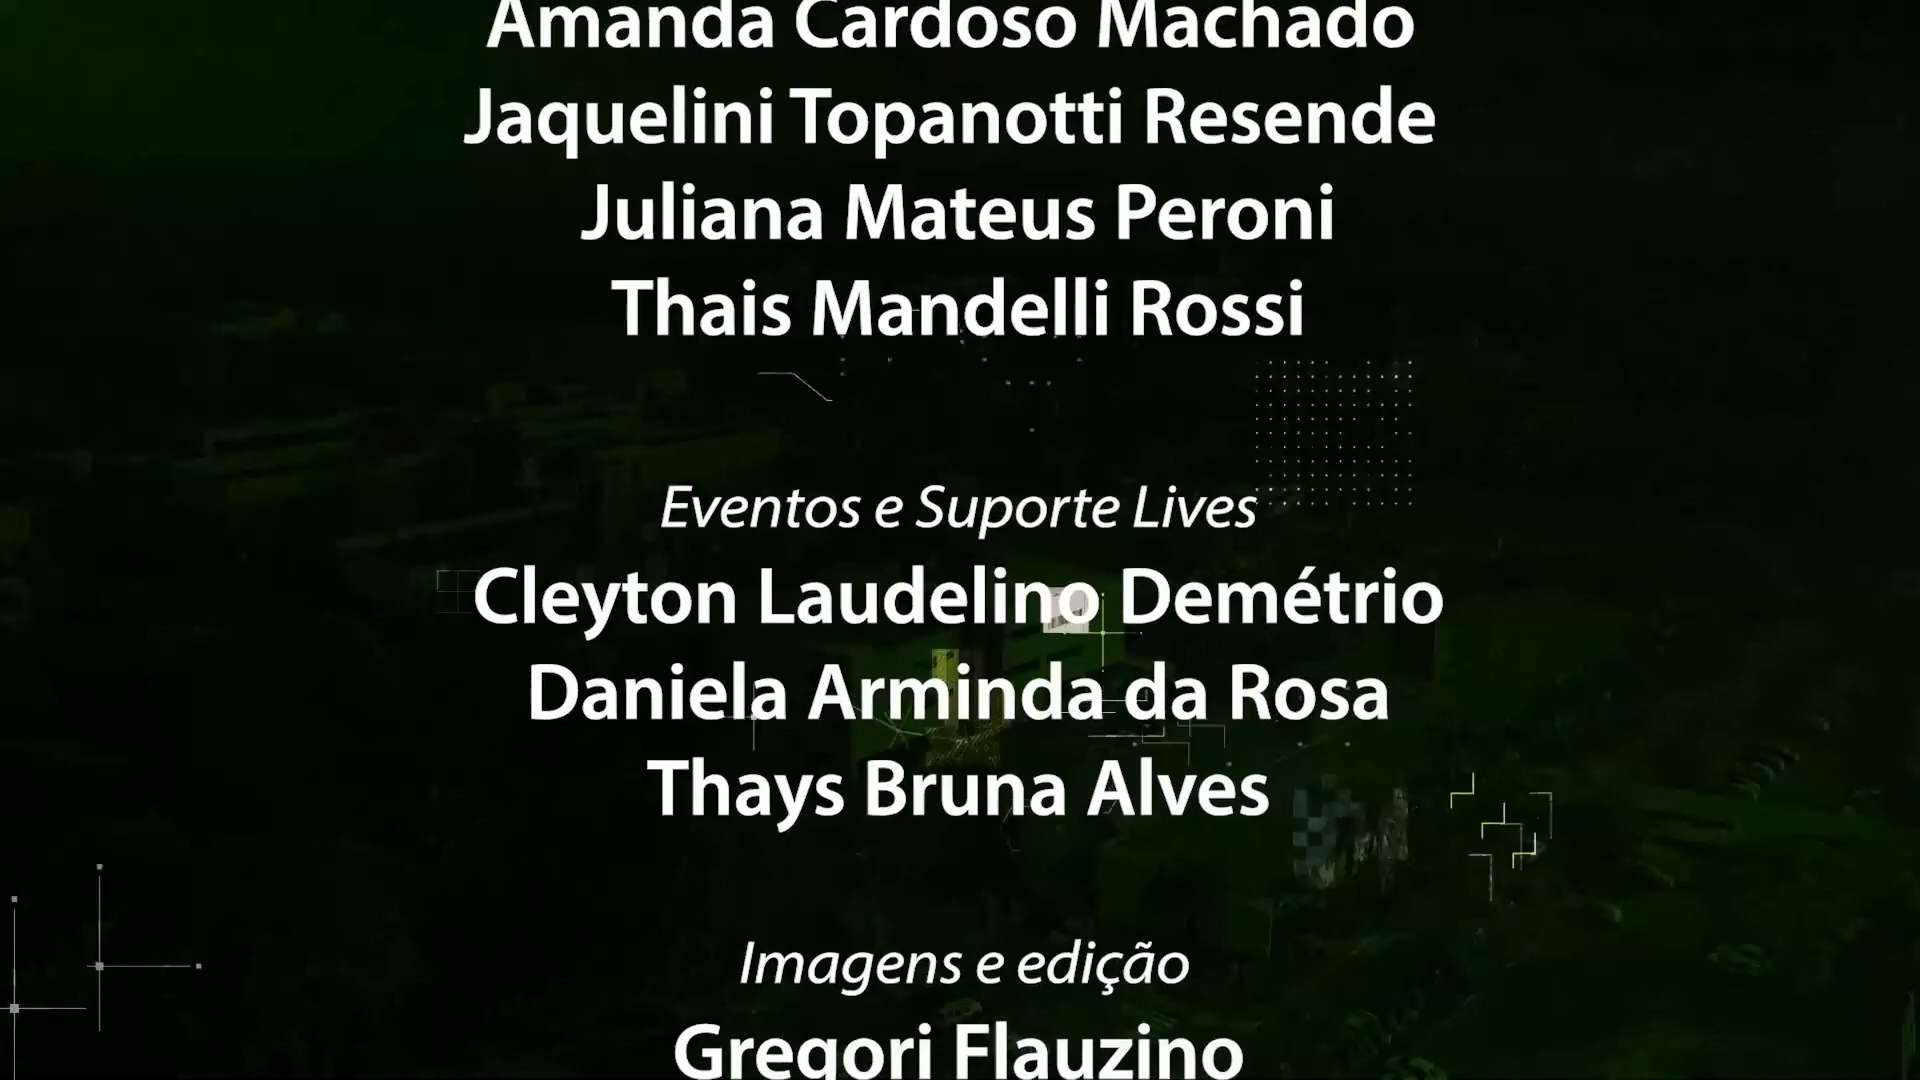 Amanda Cardoso Machado
Jaquelini Topanotti Resende
Juliana Mateus Peroni
Thais Mandelli Rossi
Eventos e Suporte Lives
Cleyton Laudelino Demétrio
Daniela Arminda da Rosa
Thays Bruna Alves
Imagens e edição
Gregori Flauzino